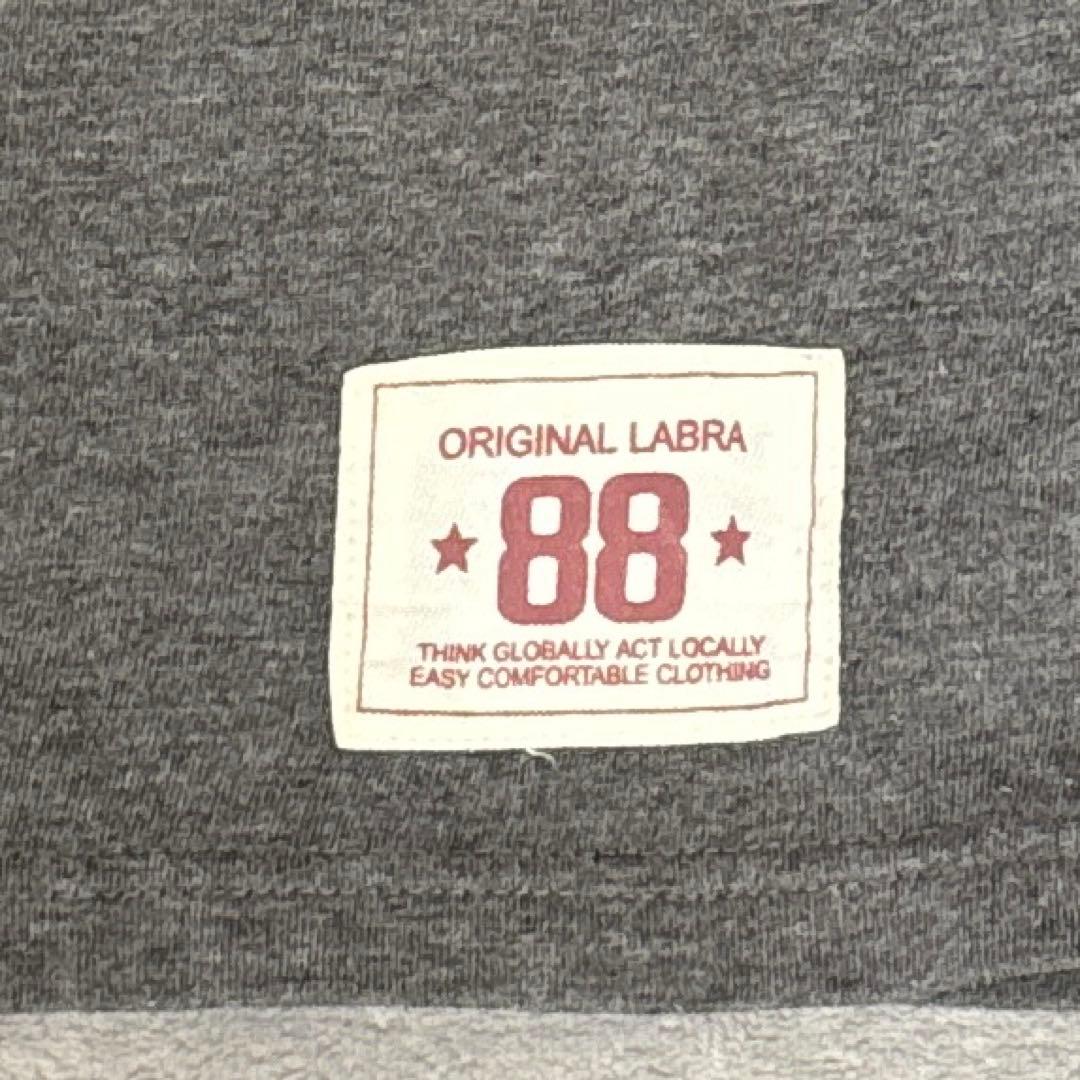 ORIGINAL LABRA
88
THINK GLOBALLY ACT LOCALLY
EASY COMFORTABLE CLOTHING